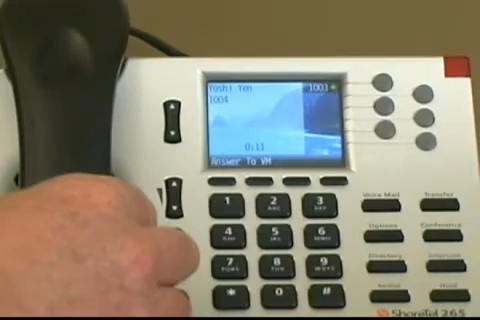 Yoshi Yen 1003
1004
0:11
Answer To VM
Voice Mail Transfer
1 2 ABC 3 DEF
Options Conference
4 GHI 5 JKL 6 MNO
Directory Intercom
7 PQRS 8 TUV 9 WXYZ
Redial Hold
* 0 #
ShoreTel 265